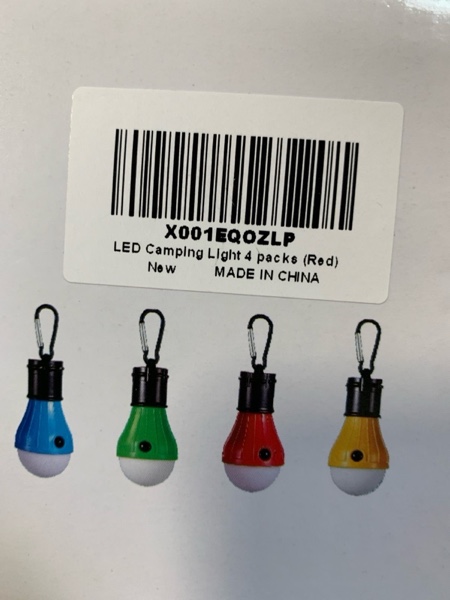 X001EQOZLP
LED Camping Light 4 packs (Red)
New MADE IN CHINA